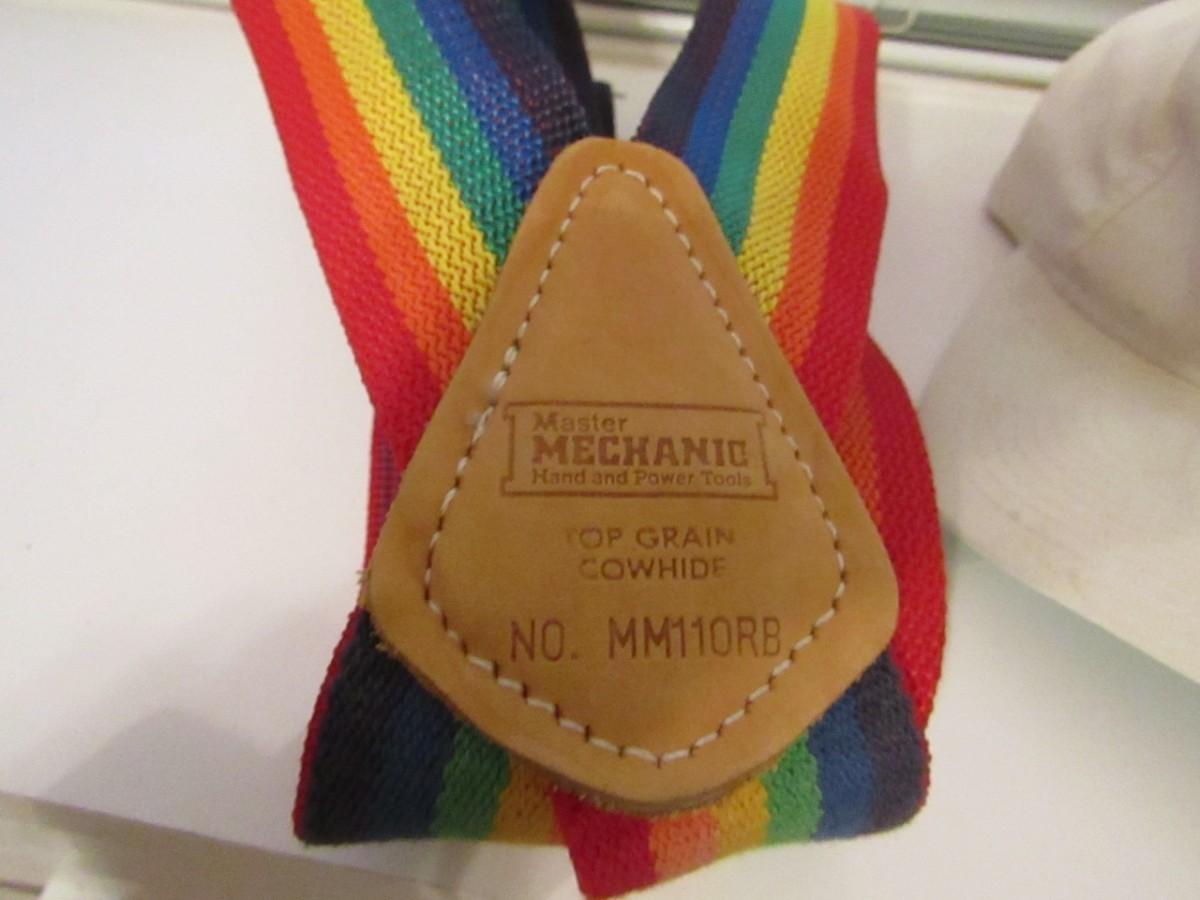 Master
MECHANIC
Hand and Power Tools
TOP GRAIN
COWHIDE
NO. MM110RB